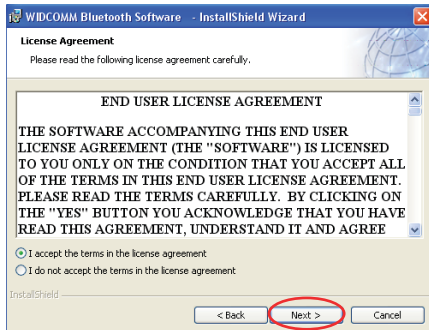 WIDCOMM Bluetooth Software - InstallShield Wizard
License Agreement
Please read the following license agreement carefully.
END USER LICENSE AGREEMENT
THE SOFTWARE ACCOMPANYING THIS END USER
LICENSE AGREEMENT (THE "SOFTWARE") IS LICENSED
TO YOU ONLY ON THE CONDITION THAT YOU ACCEPT ALL
OF THE TERMS IN THIS END USER LICENSE AGREEMENT.
PLEASE READ THE TERMS CAREFULLY. BY CLICKING ON
THE "YES" BUTTON YOU ACKNOWLEDGE THAT YOU HAVE
READ THIS AGREEMENT, UNDERSTAND IT AND AGREE
I accept the terms in the license agreement
I do not accept the terms in the license agreement
InstallShield
< Back Next > Cancel